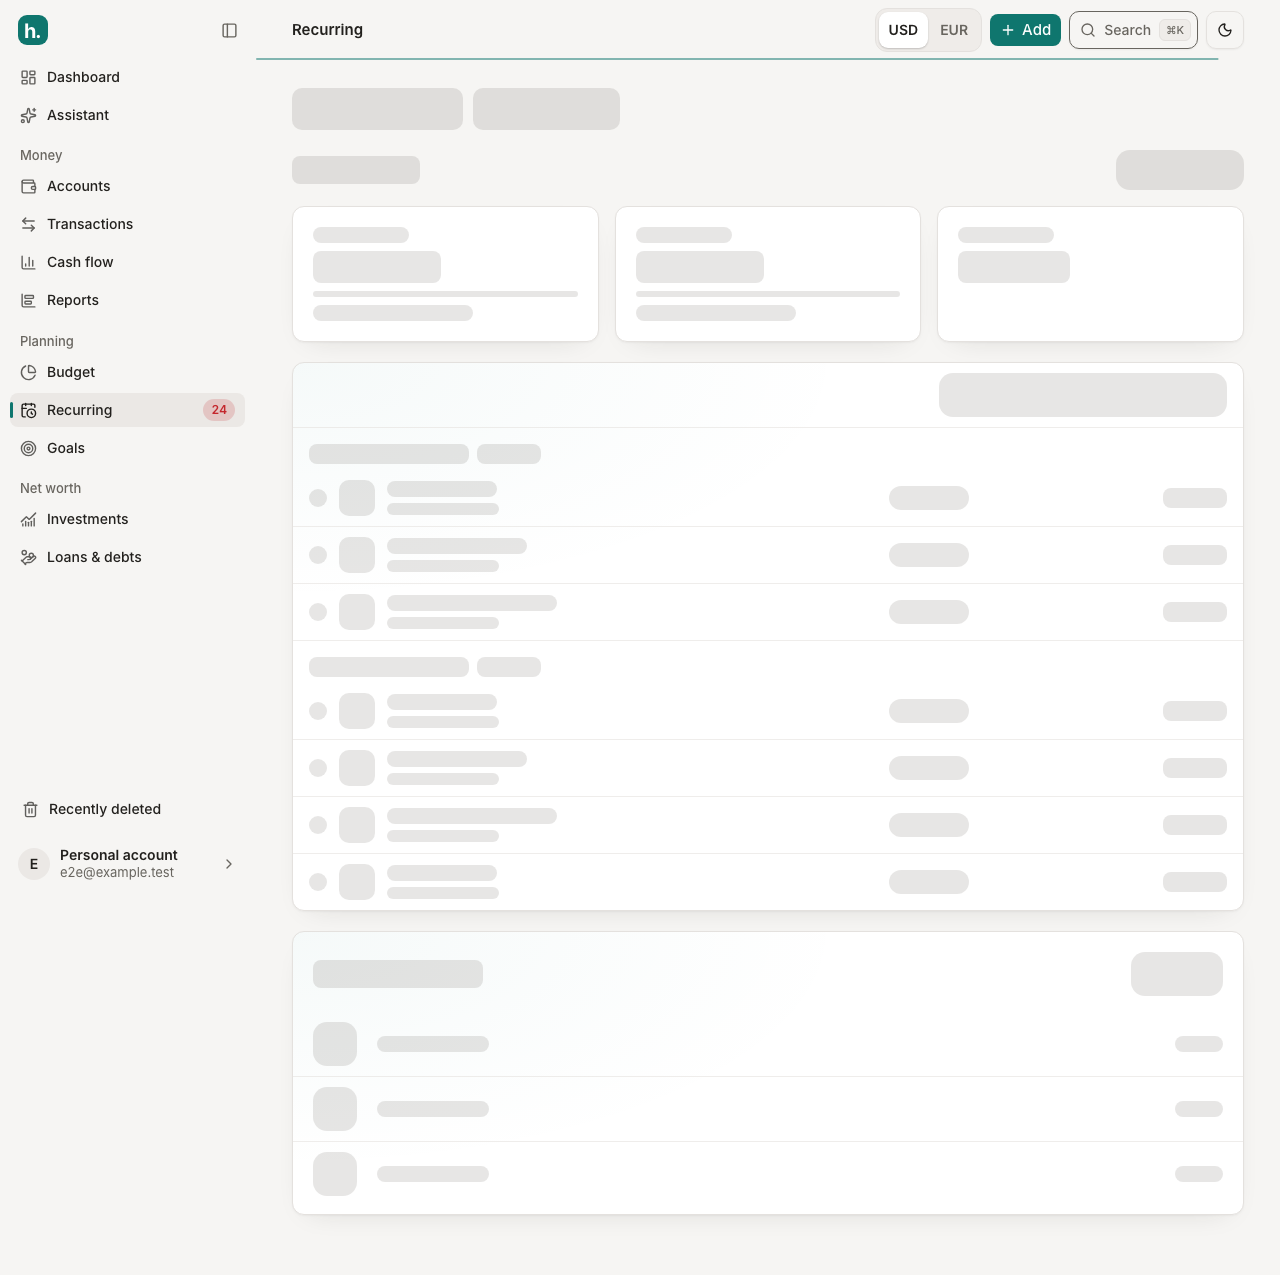 h.
Dashboard
Assistant
Money
Accounts
Transactions
Cash flow
Reports
Planning
Budget
Recurring 24
Goals
Net worth
Investments
Loans & debts
Recently deleted
E
Personal account
e2e@example.test
Recurring
USD EUR
Add
Search ⌘K